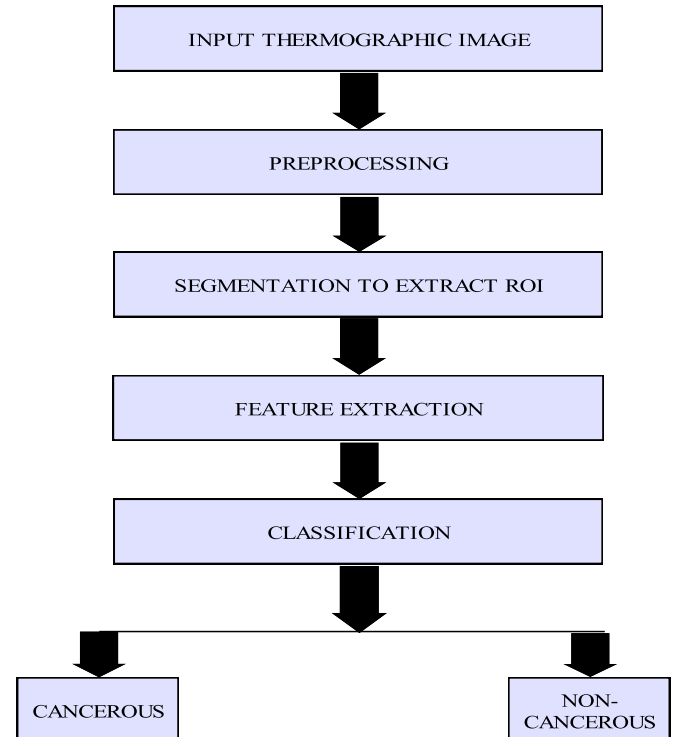 INPUT THERMOGRAPHIC IMAGE
PREPROCESSING
SEGMENTATION TO EXTRACT ROI
FEATURE EXTRACTION
CLASSIFICATION
CANCEROUS
NON-
CANCEROUS